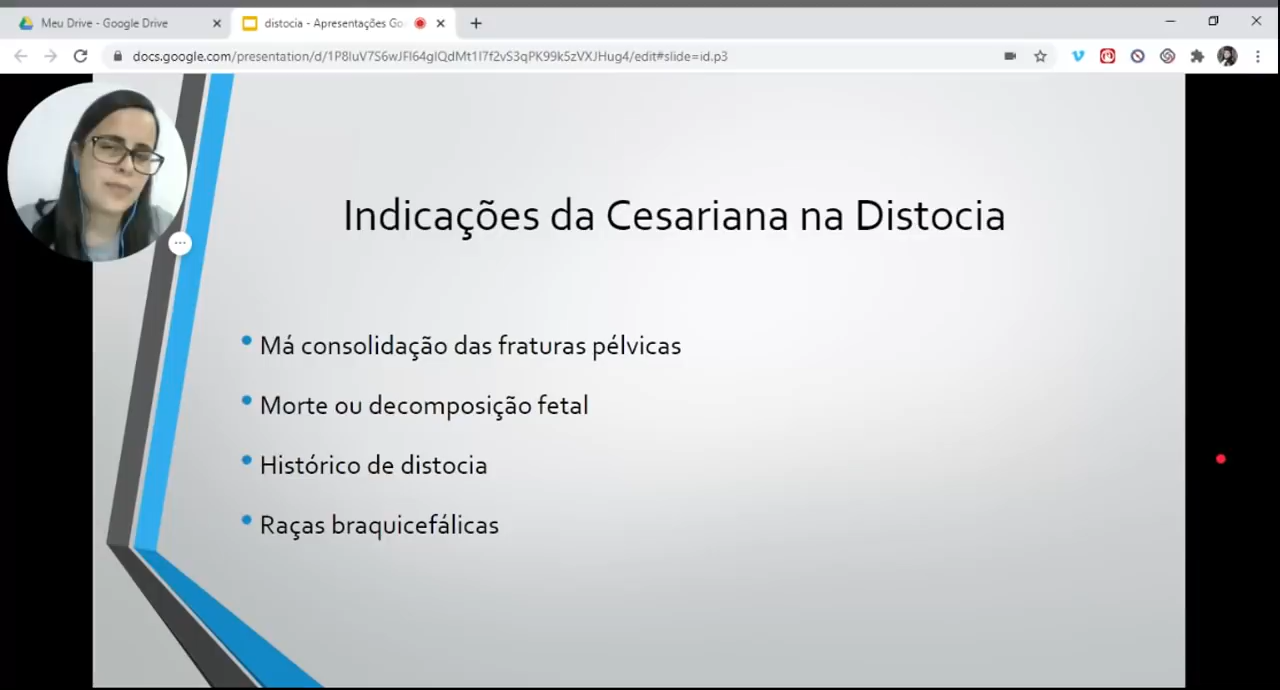 Meu Drive - Google Drive
distocia - Apresentações Go
docs.google.com/presentation/d/1P8IuV7S6wJFI64gIQdMt1I7f2vS3qPK99k5zVXJHug4/edit#slide=id.p3
Indicações da Cesariana na Distocia
• Má consolidação das fraturas pélvicas
• Morte ou decomposição fetal
• Histórico de distocia
• Raças braquicefálicas